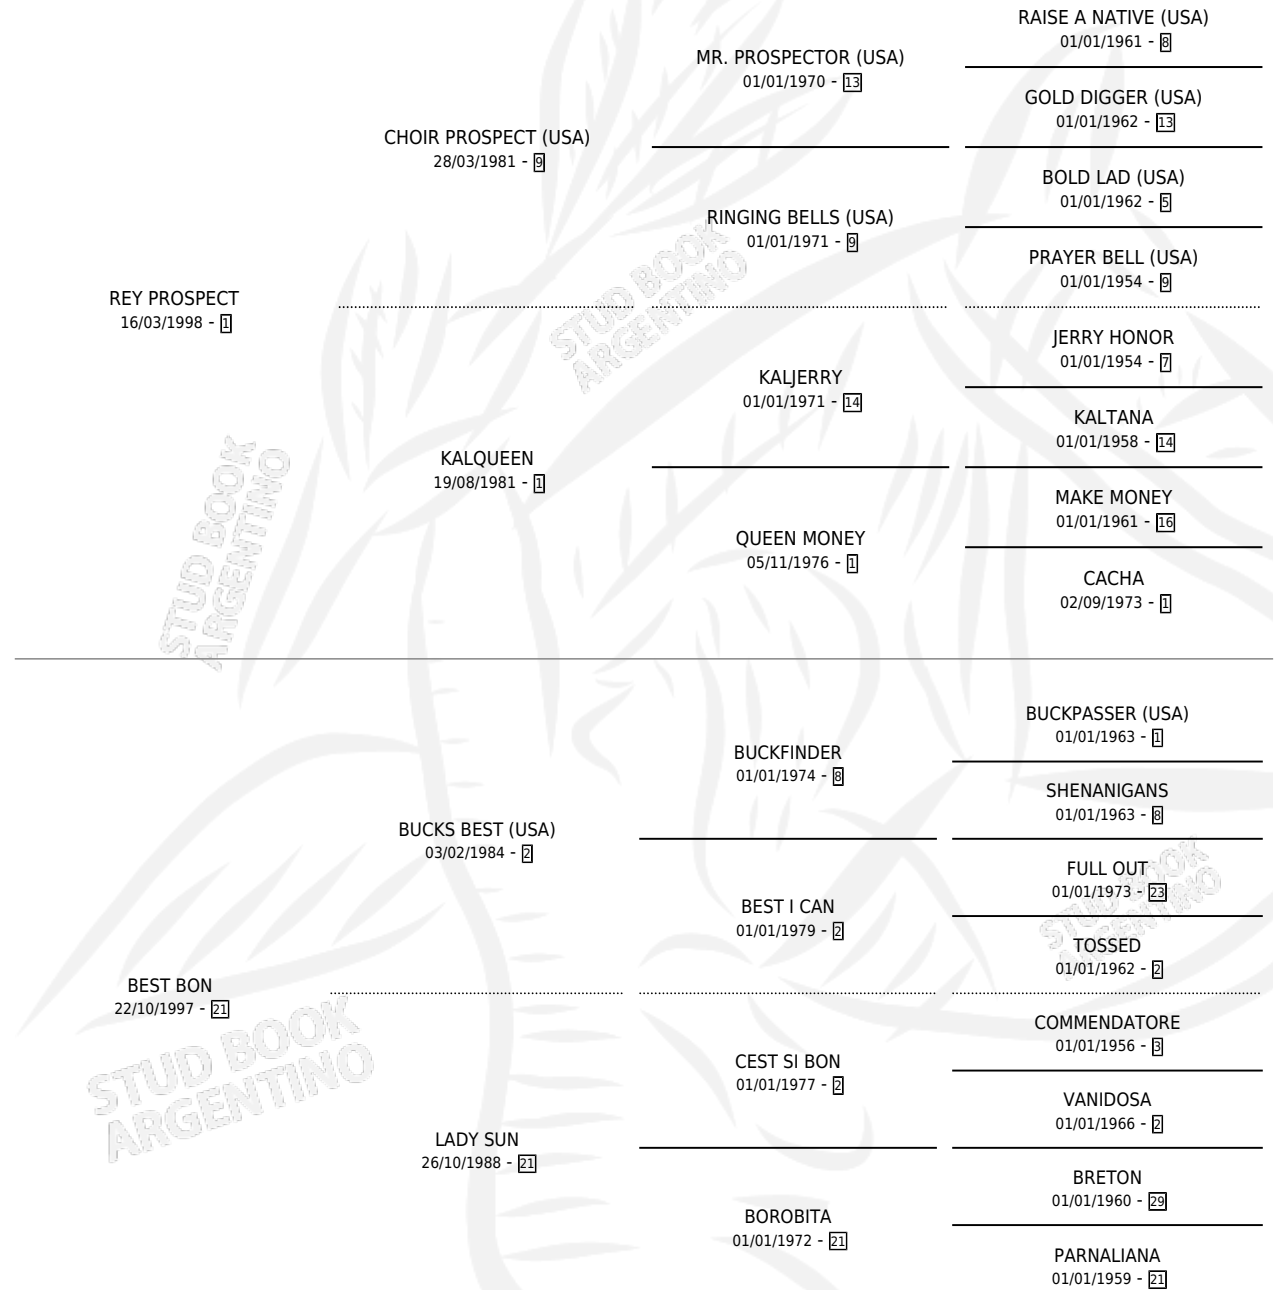 RAISE A NATIVE (USA)
01/01/1961 - 8
MR. PROSPECTOR (USA)
01/01/1970 - 13
GOLD DIGGER (USA)
01/01/1962 - 13
CHOIR PROSPECT (USA)
28/03/1981 - 9
BOLD LAD (USA)
01/01/1962 - 5
RINGING BELLS (USA)
01/01/1971 - 9
PRAYER BELL (USA)
01/01/1954 - 9
REY PROSPECT
16/03/1998 - 1
JERRY HONOR
01/01/1954 - 7
KALJERRY
01/01/1971 - 14
KALTANA
01/01/1958 - 14
KALQUEEN
19/08/1981 - 1
MAKE MONEY
01/01/1961 - 16
QUEEN MONEY
05/11/1976 - 1
CACHA
02/09/1973 - 1
BUCKPASSER (USA)
01/01/1963 - 1
BUCKFINDER
01/01/1974 - 8
SHENANIGANS
01/01/1963 - 8
BUCKS BEST (USA)
03/02/1984 - 2
FULL OUT
01/01/1973 - 23
BEST I CAN
01/01/1979 - 2
TOSSED
01/01/1962 - 2
BEST BON
22/10/1997 - 21
COMMENDATORE
01/01/1956 - 3
CEST SI BON
01/01/1977 - 2
VANIDOSA
01/01/1966 - 2
LADY SUN
26/10/1988 - 21
BRETON
01/01/1960 - 29
BOROBITA
01/01/1972 - 21
PARNALIANA
01/01/1959 - 21
STUD BOOK
ARGENTINO
STUD BOOK
ARGENTINO
STUD BOOK
ARGENTINO
STUD BOOK
ARGENTINO